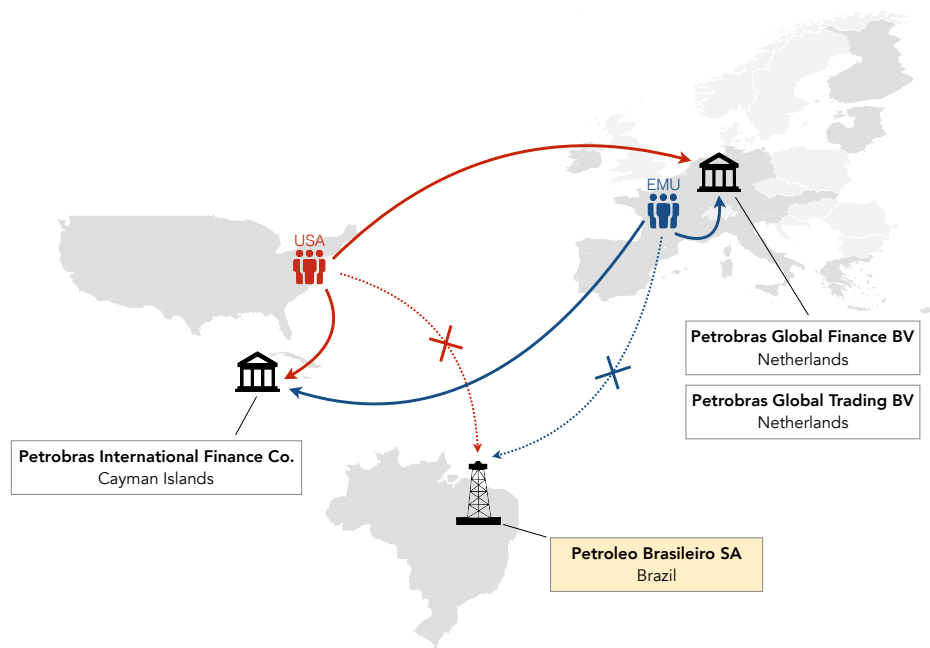 EMU
USA
Petrobras Global Finance BV
Netherlands
Petrobras Global Trading BV
Netherlands
Petrobras International Finance Co.
Cayman Islands
Petroleo Brasileiro SA
Brazil